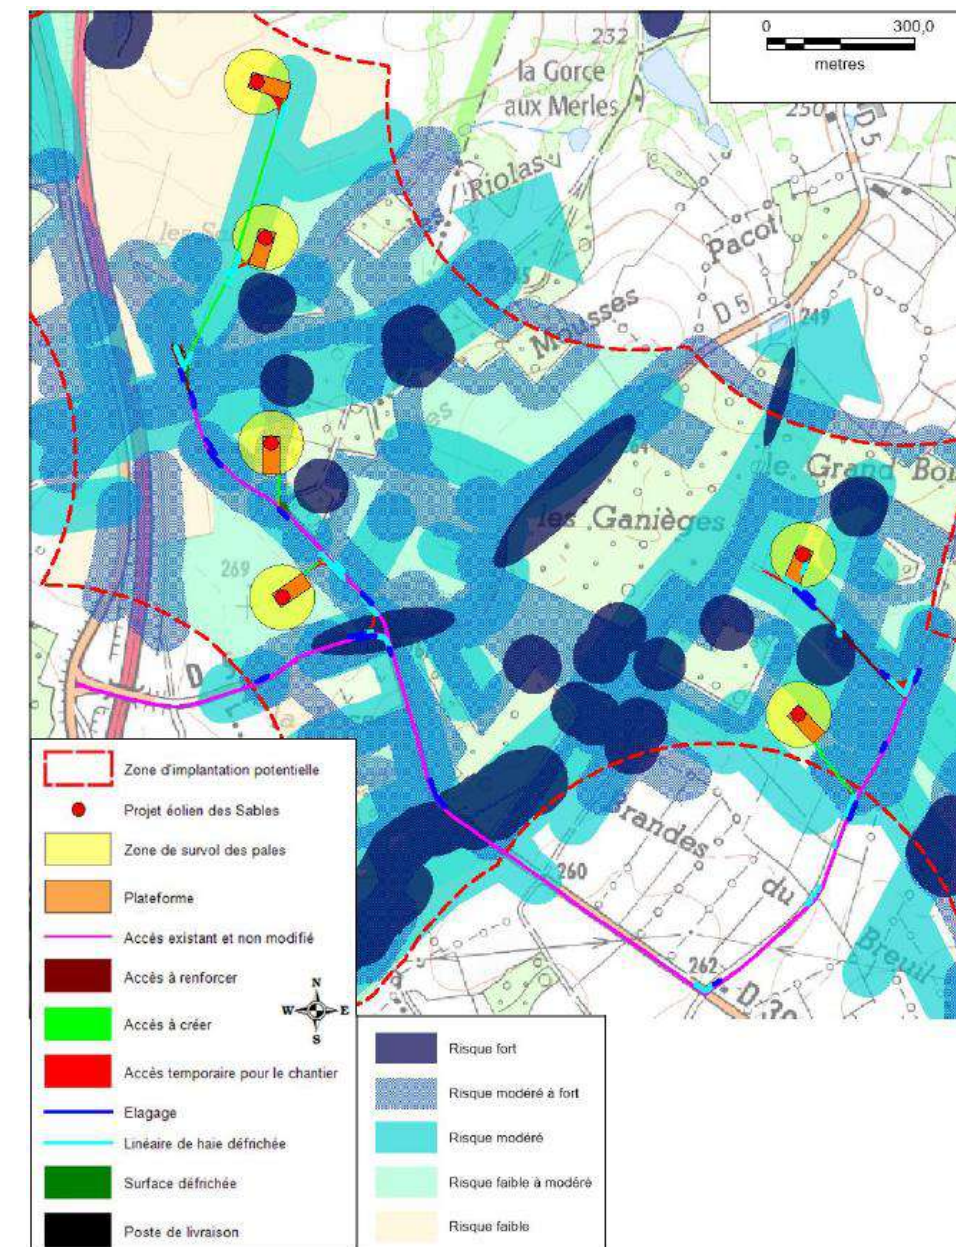 0 300,0
metres
232
la Gorce
aux Merles
250
D 5
Riolas
Pacot
D 5
249
Mousses
le Grand Boi
les Ganièges
269
D
260
Brandes
du
Breuil
262
D
Zone d'implantation potentielle
Projet éolien des Sables
Zone de survol des pales
Plateforme
Accès existant et non modifié
Accès à renforcer
Accès à créer
Accès temporaire pour le chantier
Elagage
Linéaire de haie défrichée
Surface défrichée
Poste de livraison
N
W E
S
Risque fort
Risque modéré à fort
Risque modéré
Risque faible à modéré
Risque faible